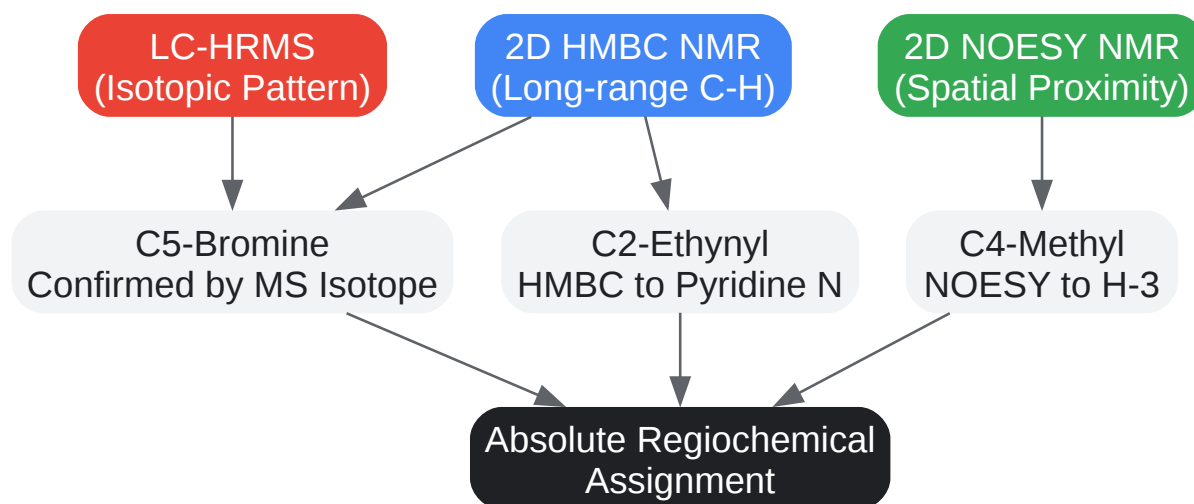 LC-HRMS
(Isotopic Pattern)
2D HMBC NMR
(Long-range C-H)
2D NOESY NMR
(Spatial Proximity)
C5-Bromine
Confirmed by MS Isotope
C2-Ethynyl
HMBC to Pyridine N
C4-Methyl
NOESY to H-3
Absolute Regiochemical
Assignment